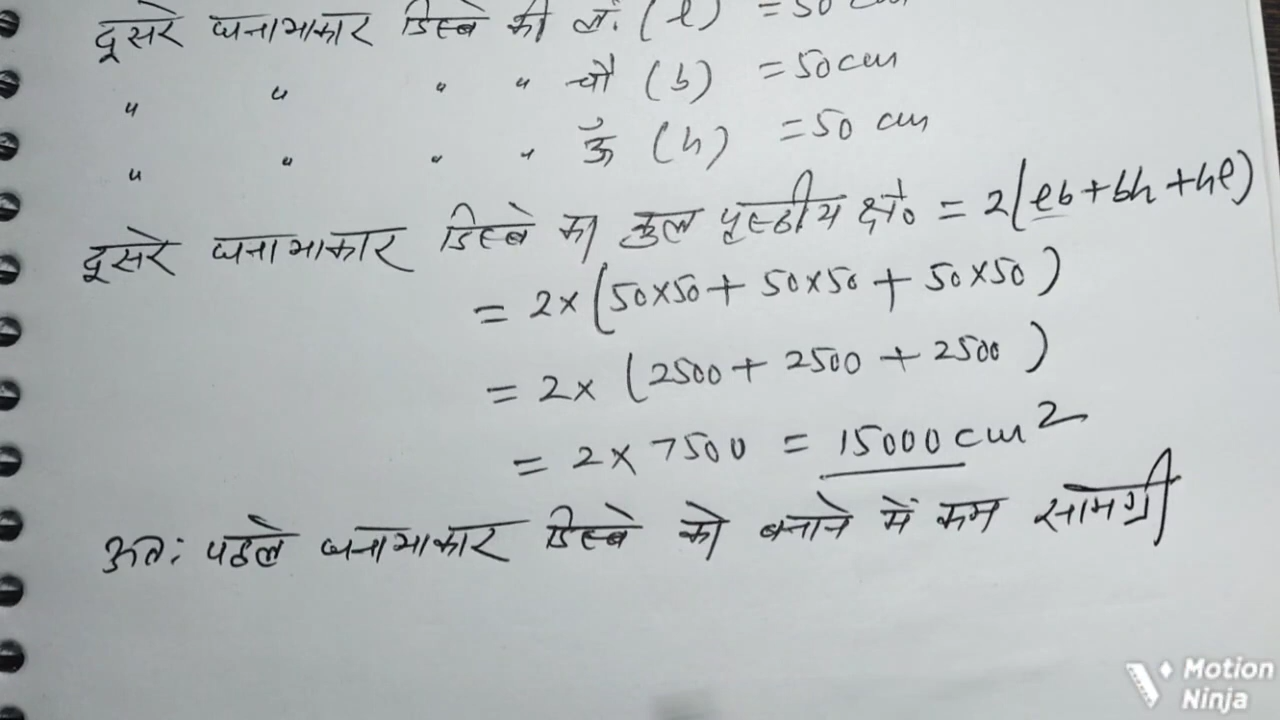 दूसरे घनाभाकार डिब्बे की लं. (l) = 50 cm
" " " " चौ (b) = 50 cm
" " " " ऊँ (h) = 50 cm
दूसरे घनाभाकार डिब्बे का कुल पृष्ठीय क्षे० = 2(lb+bh+hl)
= 2×(50×50+ 50×50 + 50×50)
= 2× (2500+ 2500 + 2500)
= 2× 7500 = 15000 cm²
अतः पहले घनाभाकार डिब्बे को बनाने में कम सामग्री
Motion
Ninja